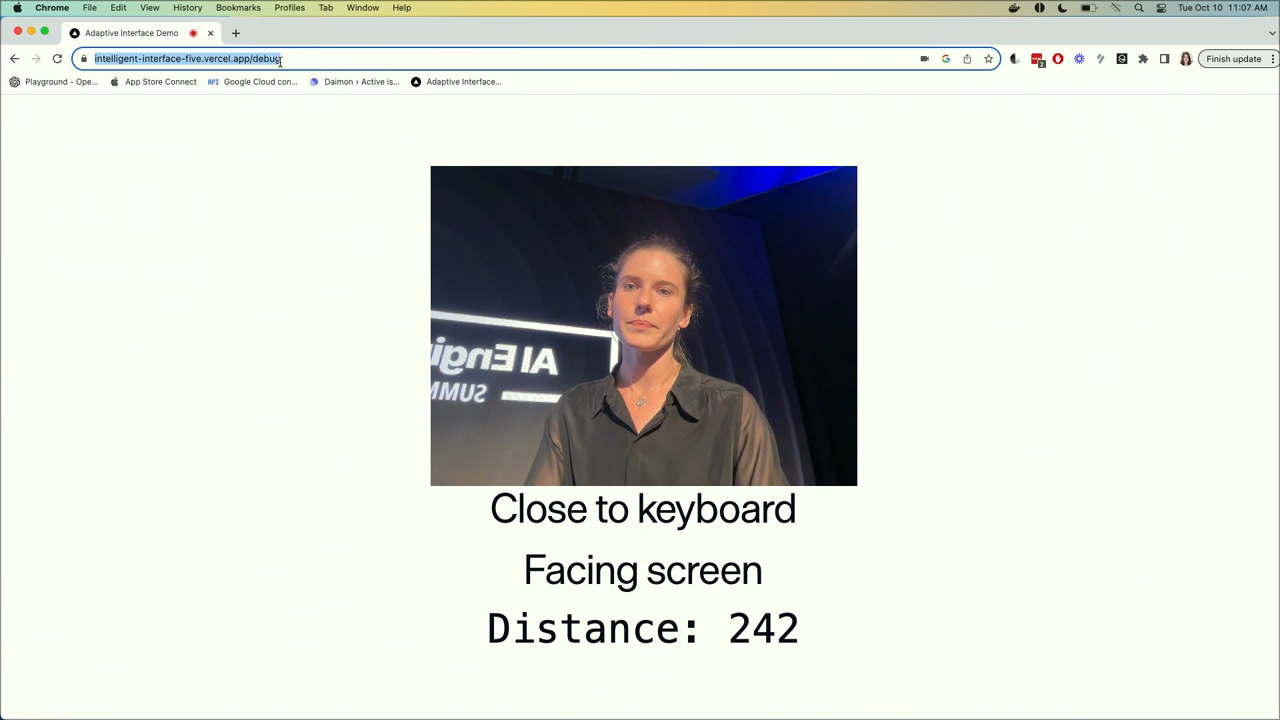 Chrome File Edit View History Bookmarks Profiles Tab Window Help Tue Oct 10 11:07 AM
Adaptive Interface Demo
intelligent-interface-five.vercel.app/debug
2
Finish update
Playground - Ope... App Store Connect API Google Cloud con... Daimon › Active is... Adaptive Interface...
AI Engi
SUMM
Close to keyboard
Facing screen
Distance: 242